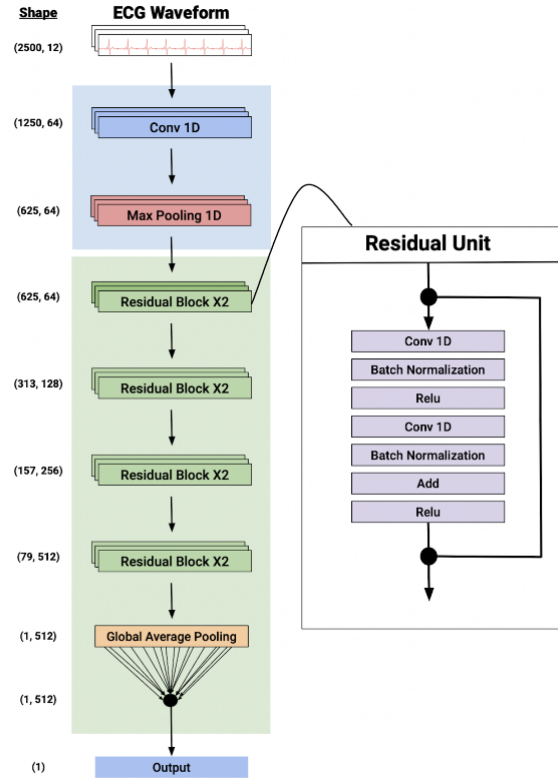 Shape
ECG Waveform
(2500, 12)
(1250, 64)
Conv 1D
(625, 64)
Max Pooling 1D
(625, 64)
Residual Block X2
(313, 128)
Residual Block X2
(157, 256)
Residual Block X2
(79, 512)
Residual Block X2
(1, 512)
Global Average Pooling
(1, 512)
(1)
Output
Residual Unit
Conv 1D
Batch Normalization
Relu
Conv 1D
Batch Normalization
Add
Relu